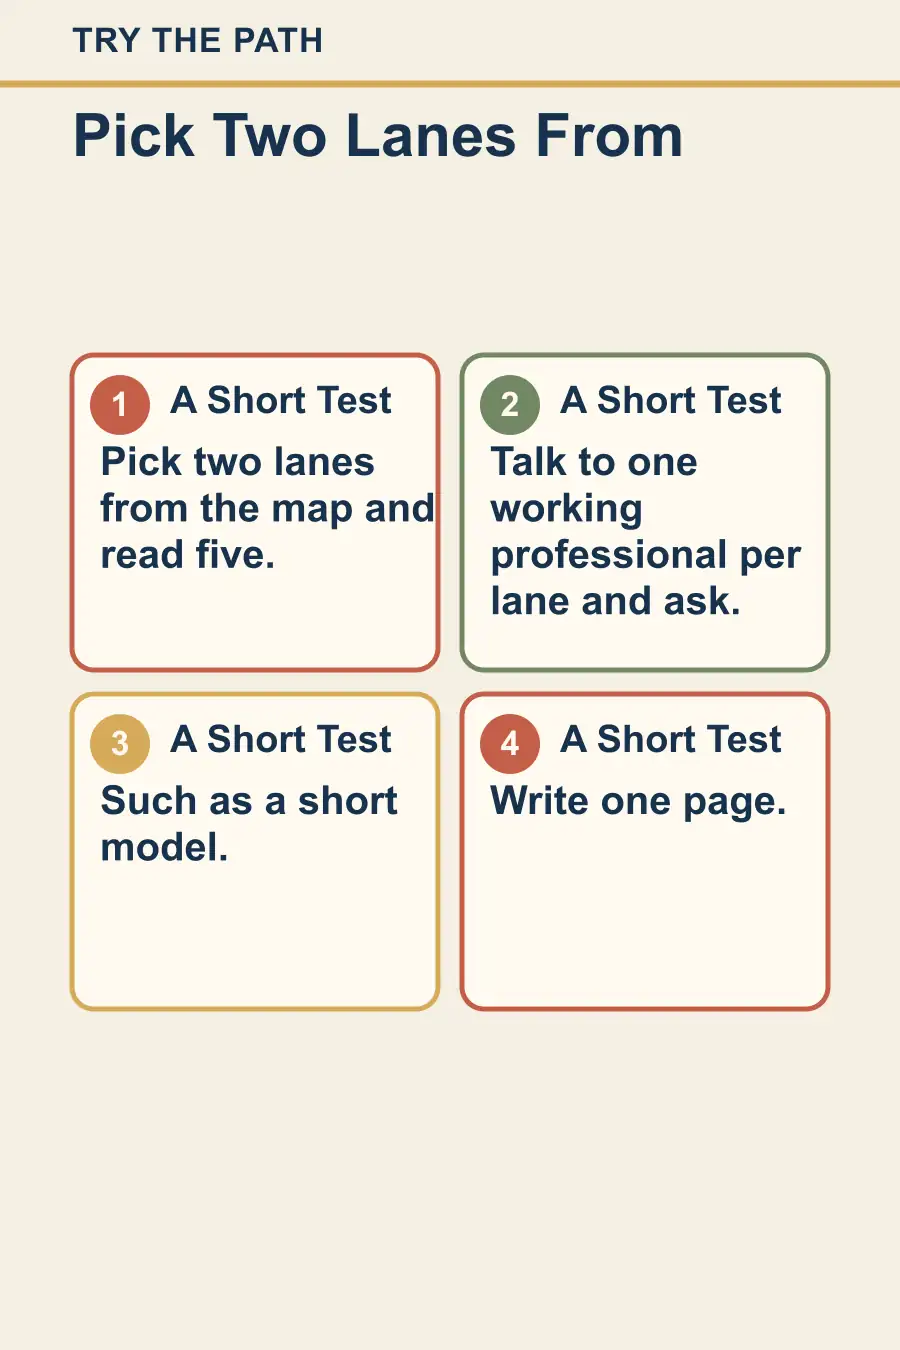 TRY THE PATH
Pick Two Lanes From
1
A Short Test
Pick two lanes
from the map and
read five.
2
A Short Test
Talk to one
working
professional per
lane and ask.
3
A Short Test
Such as a short
model.
4
A Short Test
Write one page.